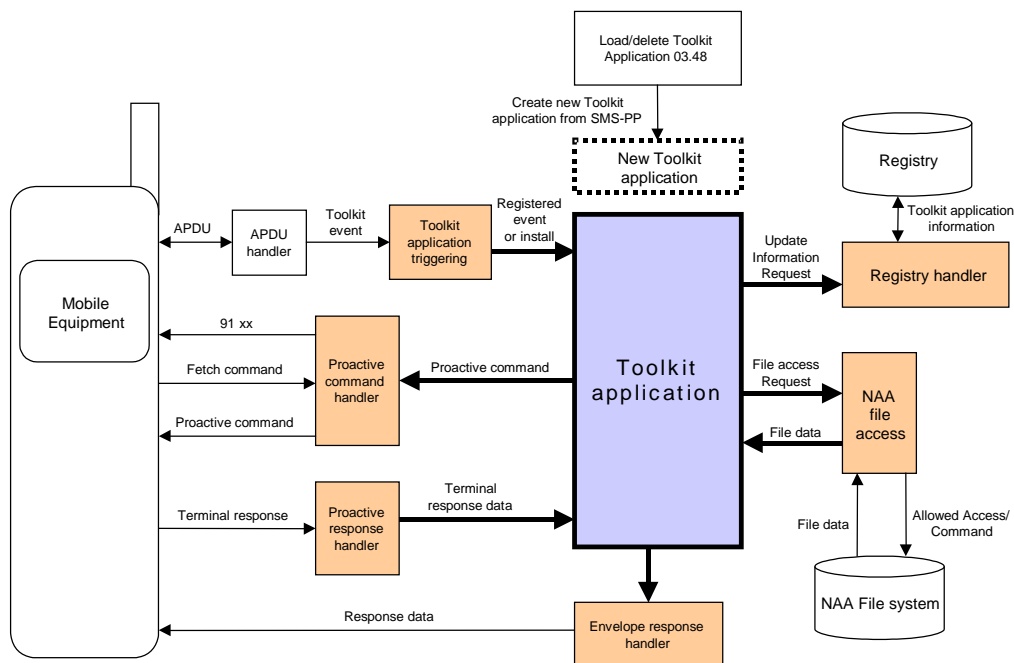 Load/delete Toolkit
Application 03.48
Create new Toolkit
application from SMS-PP
New Toolkit
application
Registry
Toolkit application
information
APDU
APDU
handler
Toolkit
event
Toolkit
application
triggering
Registered
event
or install
Update
Information
Request
Registry handler
Mobile
Equipment
91 xx
Fetch command
Proactive command
Proactive
command
handler
Proactive command
Toolkit
application
File access
Request
File data
NAA
file
access
Terminal response
Proactive
response
handler
Terminal
response data
File data
Allowed Access/
Command
NAA File system
Response data
Envelope response
handler